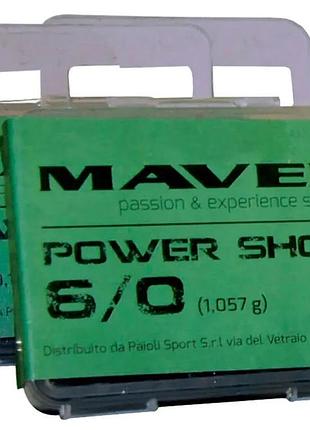 MAVE
passion & experience s
POWER SHO
6/0 (1,057 g)
Distribuito da Paioli Sport S.r.l via del Vetraio